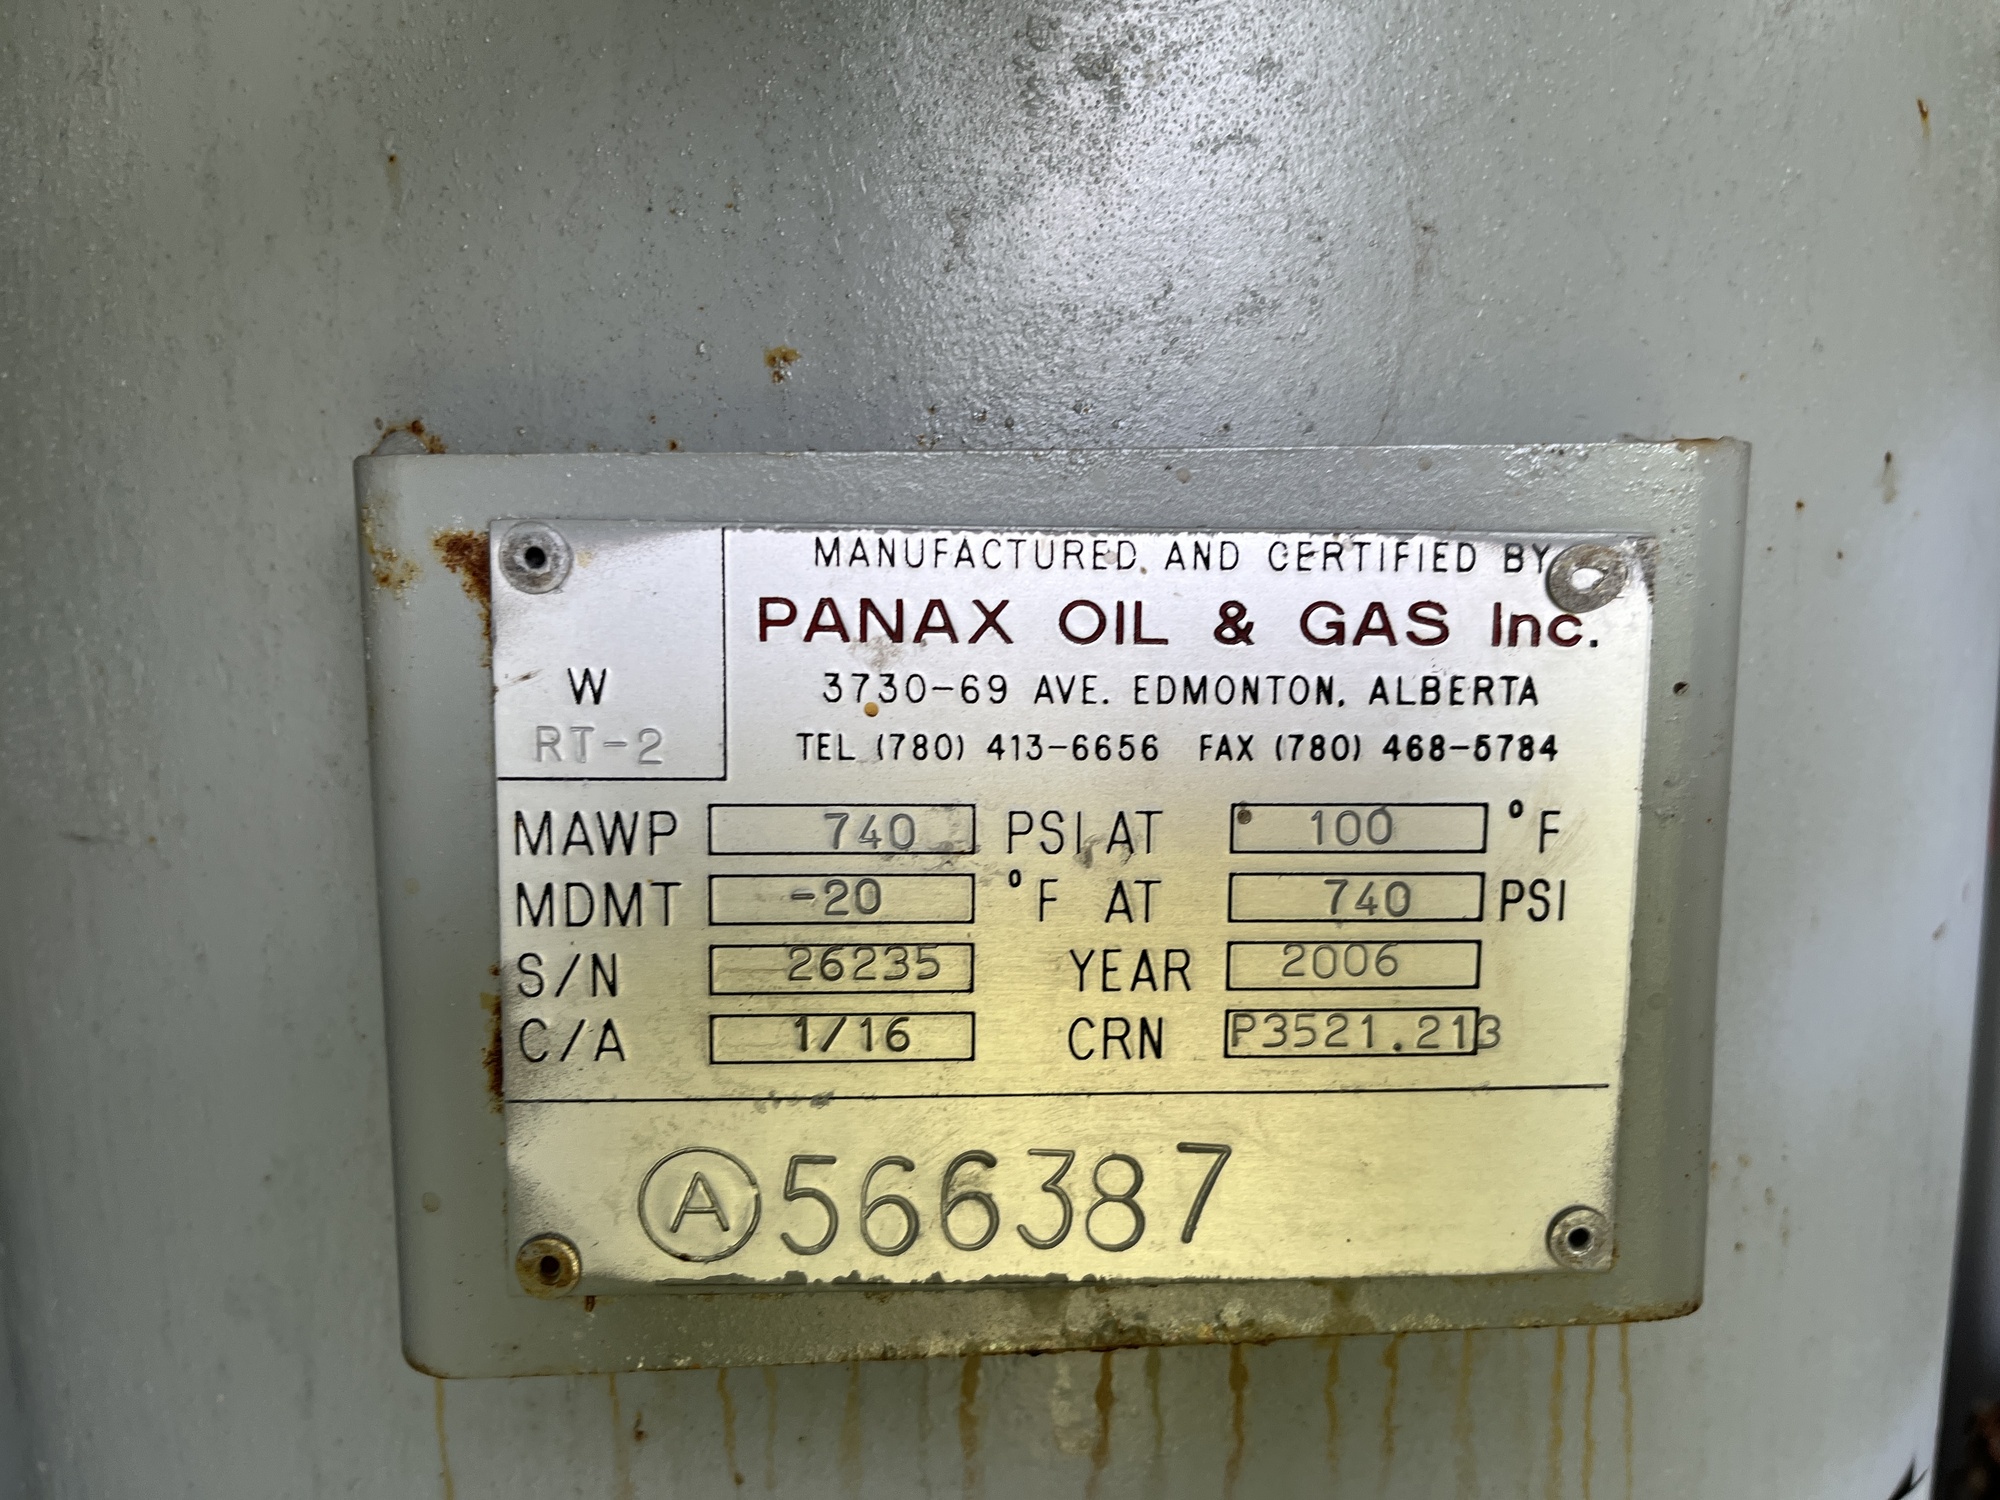 MANUFACTURED AND CERTIFIED BY
PANAX OIL & GAS Inc.
3730-69 AVE. EDMONTON, ALBERTA
TEL (780) 413-6656 FAX (780) 468-5784
W
RT-2
MAWP 740 PSI AT 100 °F
MDMT -20 °F AT 740 PSI
S/N 26235 YEAR 2006
C/A 1/16 CRN P3521.213
A 566387